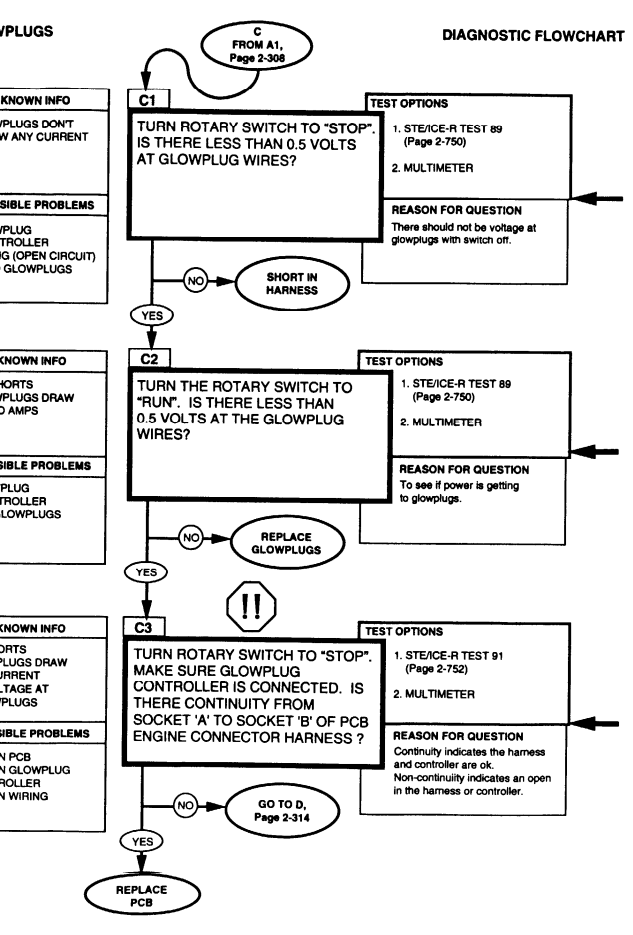 WPLUGS
DIAGNOSTIC FLOWCHART
C
FROM A1,
Page 2-308
KNOWN INFO
WPLUGS DON'T
W ANY CURRENT
SIBLE PROBLEMS
WPLUG
TROLLER
G (OPEN CIRCUIT)
GLOWPLUGS
C1
TURN ROTARY SWITCH TO "STOP".
IS THERE LESS THAN 0.5 VOLTS
AT GLOWPLUG WIRES?
TEST OPTIONS
1. STE/ICE-R TEST 89
(Page 2-750)
2. MULTIMETER
REASON FOR QUESTION
There should not be voltage at
glowplugs with switch off.
NO
SHORT IN
HARNESS
YES
KNOWN INFO
HORTS
WPLUGS DRAW
O AMPS
SIBLE PROBLEMS
WPLUG
TROLLER
GLOWPLUGS
C2
TURN THE ROTARY SWITCH TO
"RUN". IS THERE LESS THAN
0.5 VOLTS AT THE GLOWPLUG
WIRES?
TEST OPTIONS
1. STE/ICE-R TEST 89
(Page 2-750)
2. MULTIMETER
REASON FOR QUESTION
To see if power is getting
to glowplugs.
NO
REPLACE
GLOWPLUGS
YES
!!
KNOWN INFO
ORTS
PLUGS DRAW
URRENT
LTAGE AT
WPLUGS
SIBLE PROBLEMS
N PCB
N GLOWPLUG
ROLLER
N WIRING
C3
TURN ROTARY SWITCH TO "STOP".
MAKE SURE GLOWPLUG
CONTROLLER IS CONNECTED. IS
THERE CONTINUITY FROM
SOCKET 'A' TO SOCKET 'B' OF PCB
ENGINE CONNECTOR HARNESS ?
TEST OPTIONS
1. STE/ICE-R TEST 91
(Page 2-752)
2. MULTIMETER
REASON FOR QUESTION
Continuity indicates the harness
and controller are ok.
Non-continuiity indicates an open
in the harness or controller.
NO
GO TO D,
Page 2-314
YES
REPLACE
PCB